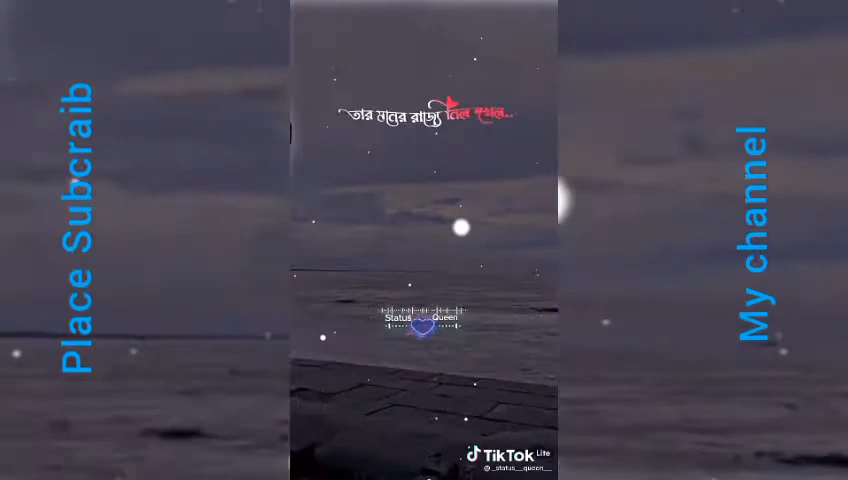 Place Subcraib
তার মনের রাজ্যে নিল দখল..
Status Queen
My channel
TikTok Lite
@_status__queen__